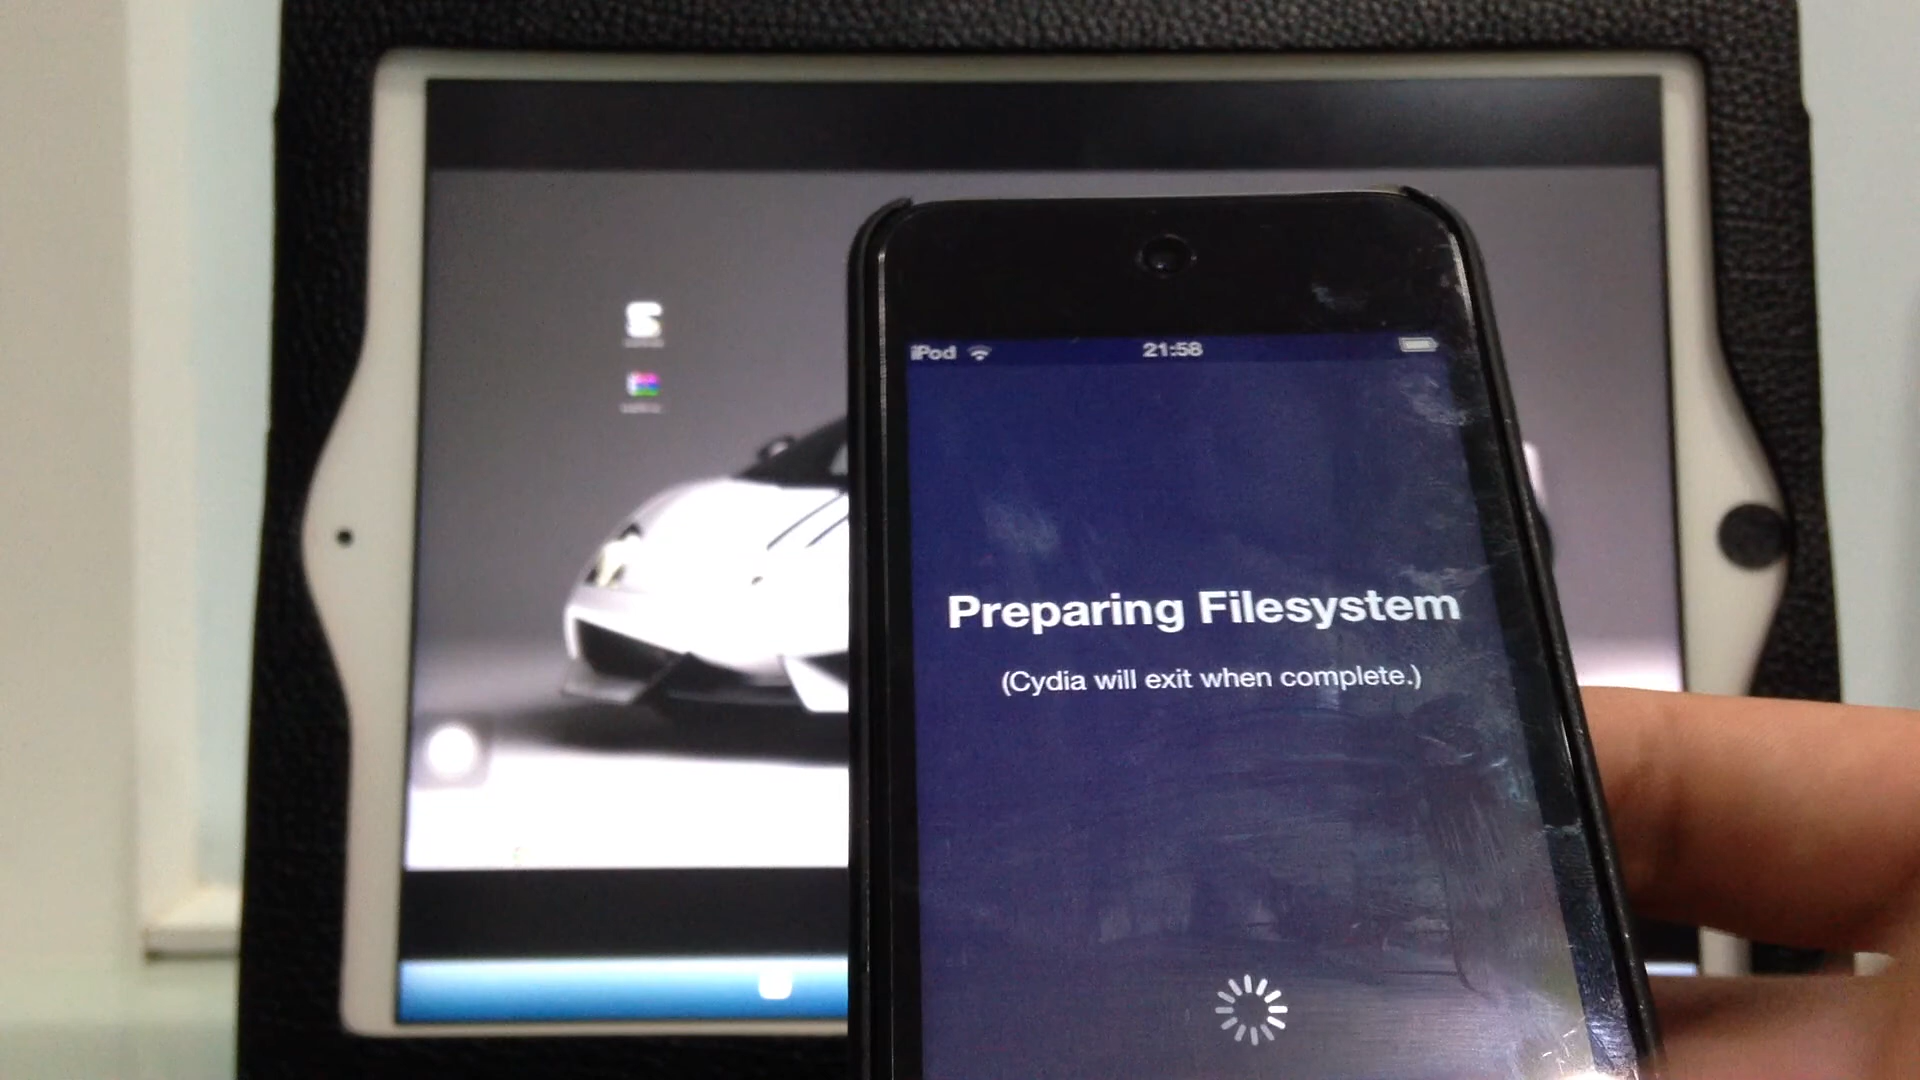 iPod 21:58
Preparing Filesystem
(Cydia will exit when complete.)